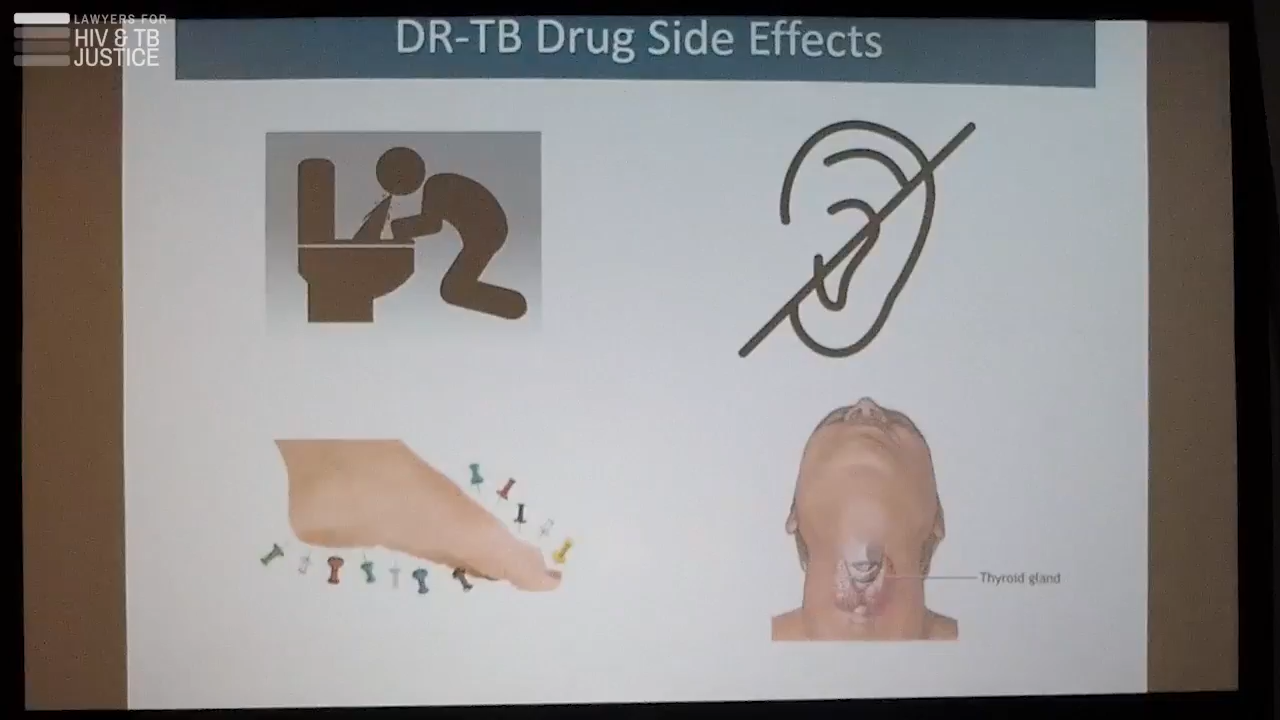 LAWYERS FOR
HIV & TB
JUSTICE
DR-TB Drug Side Effects
Thyroid gland